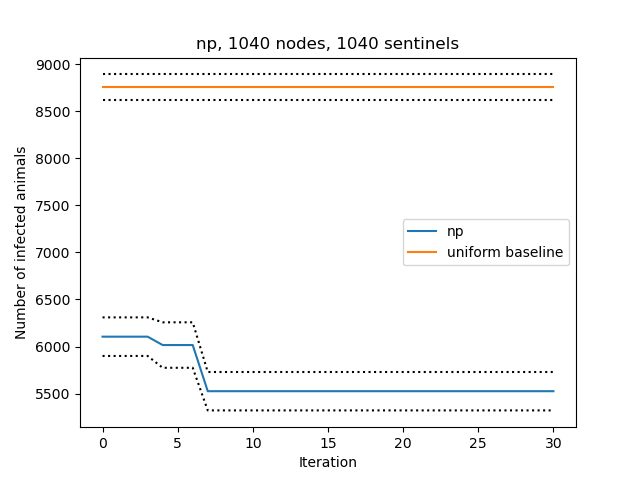 np, 1040 nodes, 1040 sentinels
9000
8500
8000
7500
7000
6500
6000
5500
Number of infected animals
np
uniform baseline
0 5 10 15 20 25 30
Iteration